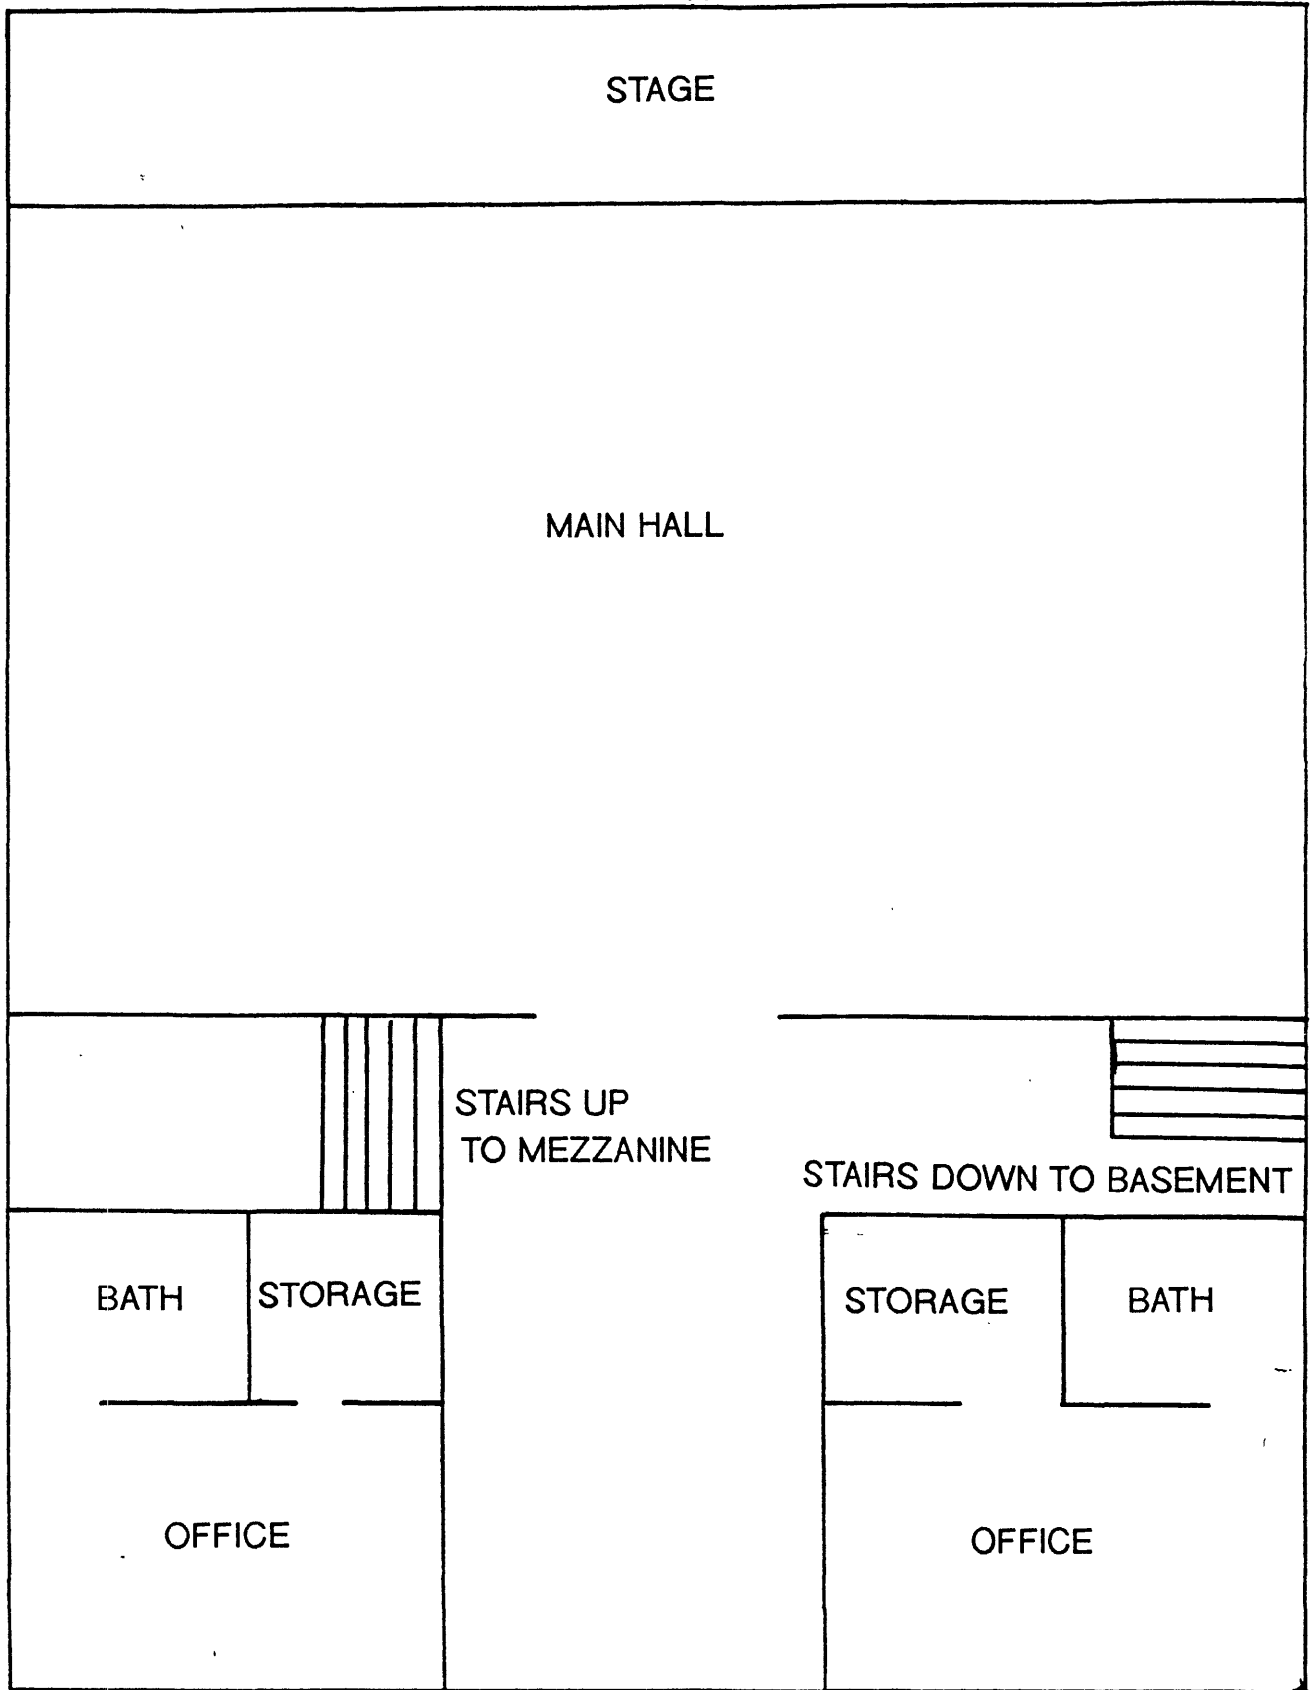 STAGE
MAIN HALL
STAIRS UP
TO MEZZANINE
STAIRS DOWN TO BASEMENT
BATH
STORAGE
STORAGE
BATH
OFFICE
OFFICE